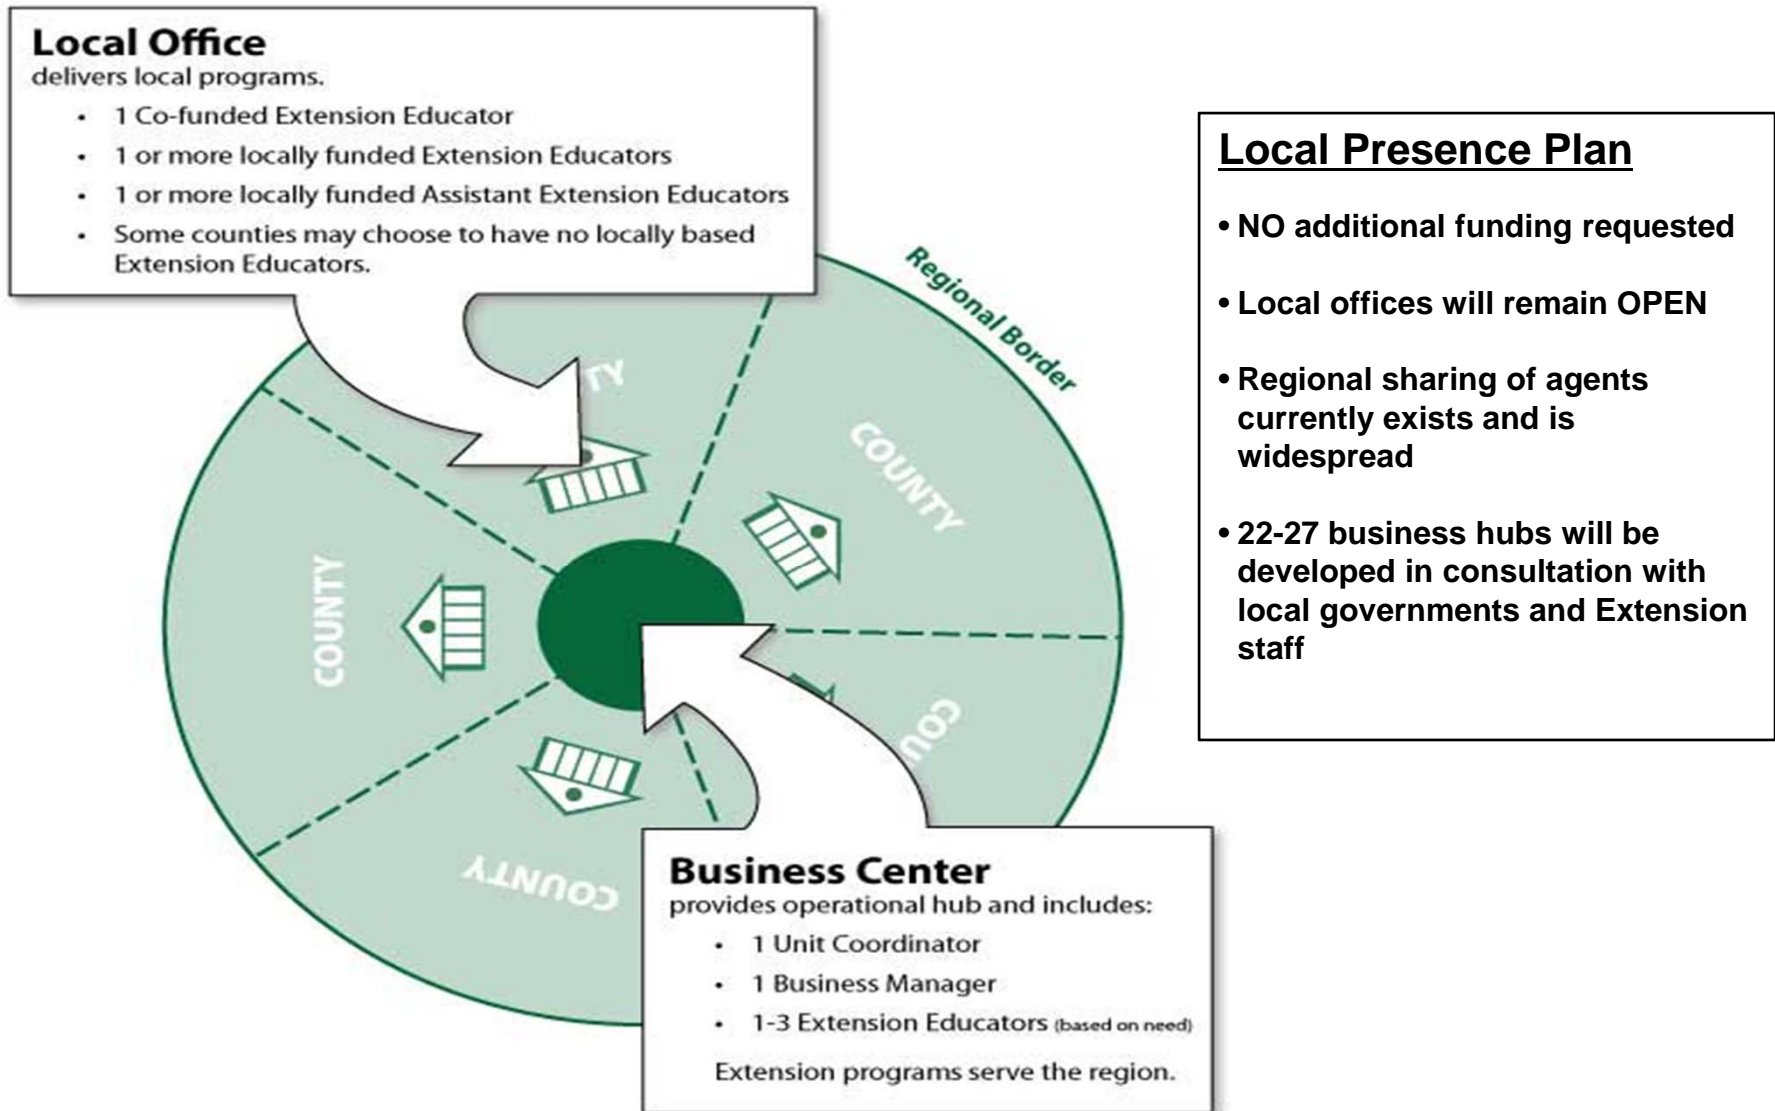 Local Office
delivers local programs.
• 1 Co-funded Extension Educator
• 1 or more locally funded Extension Educators
• 1 or more locally funded Assistant Extension Educators
• Some counties may choose to have no locally based
Extension Educators.
Regional Border
TY
COUNTY
COUNTY
COU
COUNTY
Business Center
provides operational hub and includes:
• 1 Unit Coordinator
• 1 Business Manager
• 1-3 Extension Educators (based on need)
Extension programs serve the region.
Local Presence Plan
• NO additional funding requested
• Local offices will remain OPEN
• Regional sharing of agents
currently exists and is
widespread
• 22-27 business hubs will be
developed in consultation with
local governments and Extension
staff